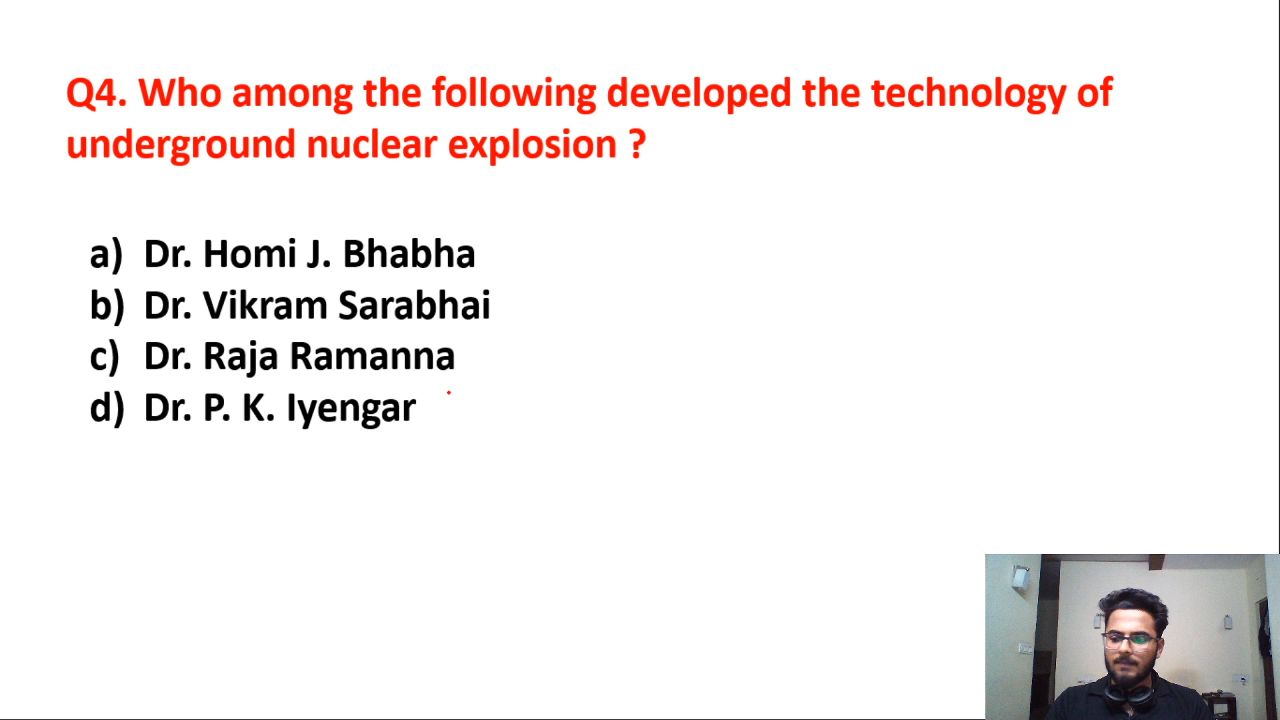 Q4. Who among the following developed the technology of
underground nuclear explosion ?
a) Dr. Homi J. Bhabha
b) Dr. Vikram Sarabhai
c) Dr. Raja Ramanna
d) Dr. P. K. Iyengar